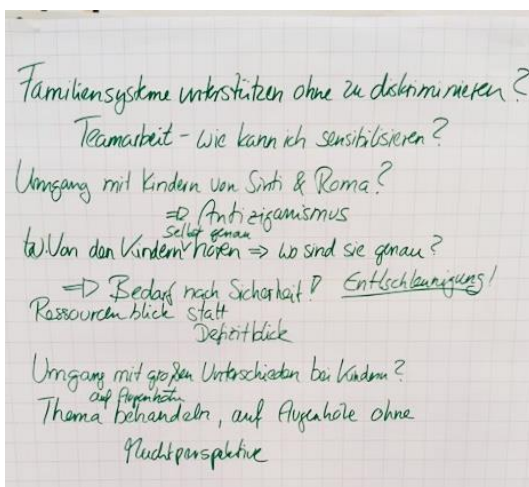 Familiensysteme unterstützen ohne zu diskriminieren?
Teamarbeit - wie kann ich sensibilisieren?
Umgang mit Kindern von Sinti & Roma?
=> Antiziganismus
selbst genau
Von den Kindern hören => wo sind sie genau?
=> Bedarf nach Sicherheit! Entschleunigung!
Ressourcenblick statt
Defizitblick
Umgang mit großen Unterschieden bei Kindern?
auf Augenhöhe
Thema behandeln, auf Augenhöhe ohne
Machtperspektive